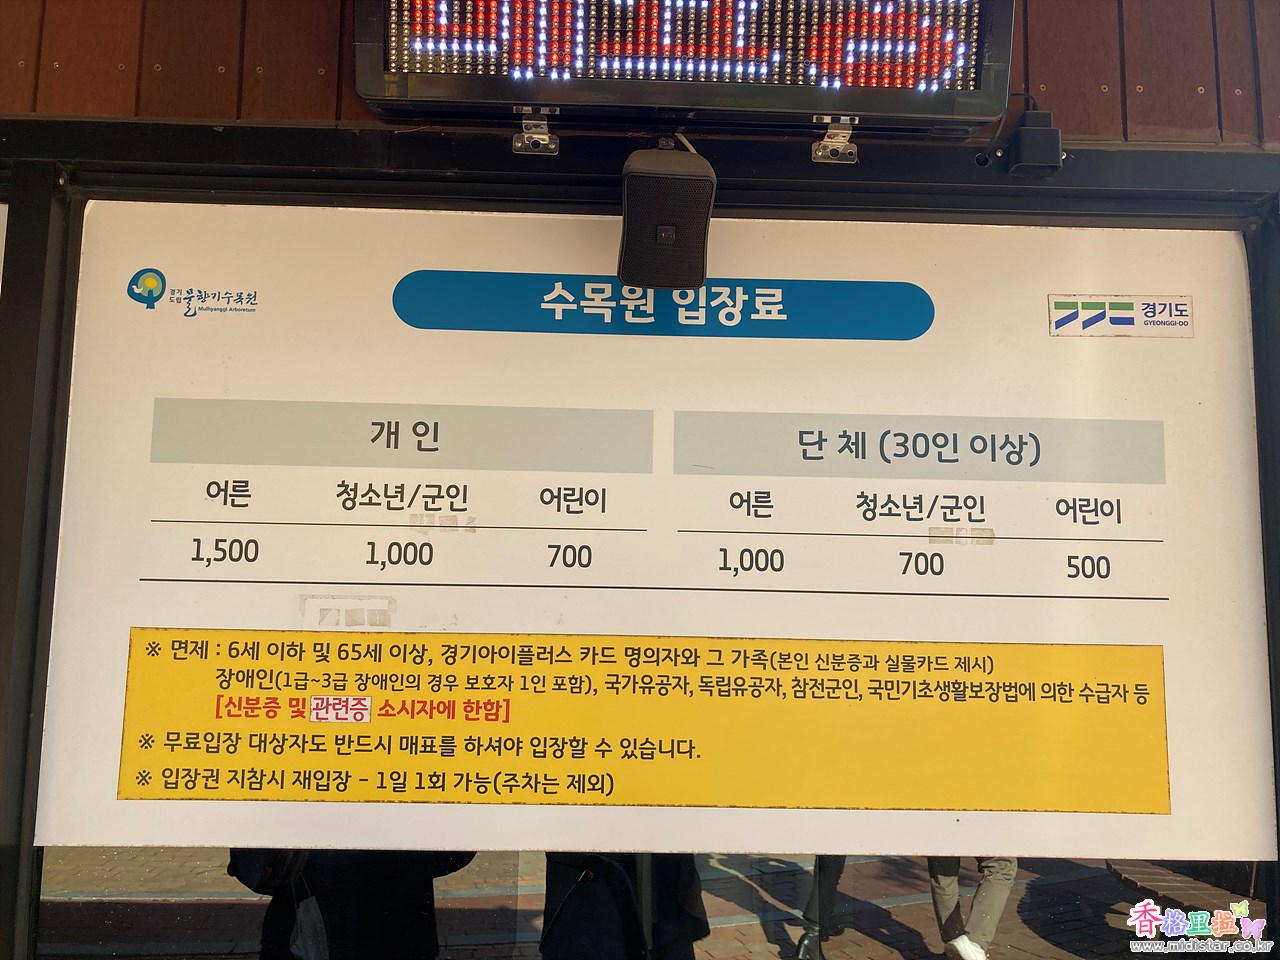 경기
도립 물향기수목원
Mulhyanggi Arboretum
수목원 입장료
경기도
GYEONGGI-DO
개 인
단 체 (30인 이상)
어른 청소년/군인 어린이
어른 청소년/군인 어린이
1,500 1,000 700
1,000 700 500
※ 면제 : 6세 이하 및 65세 이상, 경기아이플러스 카드 명의자와 그 가족(본인 신분증과 실물카드 제시)
장애인(1급~3급 장애인의 경우 보호자 1인 포함), 국가유공자, 독립유공자, 참전군인, 국민기초생활보장법에 의한 수급자 등
[신분증 및 관련증 소시자에 한함]
※ 무료입장 대상자도 반드시 매표를 하셔야 입장할 수 있습니다.
※ 입장권 지참시 재입장 - 1일 1회 가능(주차는 제외)
香格里拉
www.midistar.co.kr